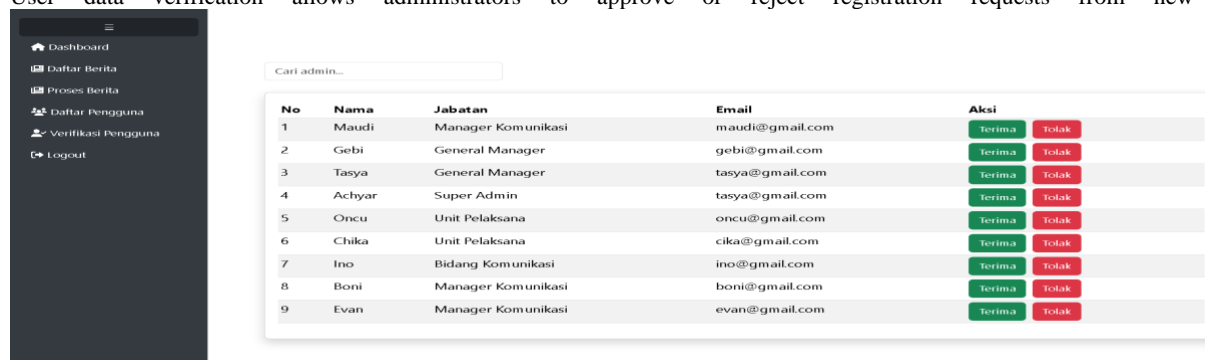 User data verification allows administrators to approve or reject registration requests from new
Dashboard
Daftar Berita
Proses Berita
Daftar Pengguna
Verifikasi Pengguna
Logout
Cari admin...
No Nama Jabatan Email Aksi
1 Maudi Manager Komunikasi maudi@gmail.com Terima Tolak
2 Gebi General Manager gebi@gmail.com Terima Tolak
3 Tasya General Manager tasya@gmail.com Terima Tolak
4 Achyar Super Admin tasya@gmail.com Terima Tolak
5 Oncu Unit Pelaksana oncu@gmail.com Terima Tolak
6 Chika Unit Pelaksana cika@gmail.com Terima Tolak
7 Ino Bidang Komunikasi ino@gmail.com Terima Tolak
8 Boni Manager Komunikasi boni@gmail.com Terima Tolak
9 Evan Manager Komunikasi evan@gmail.com Terima Tolak